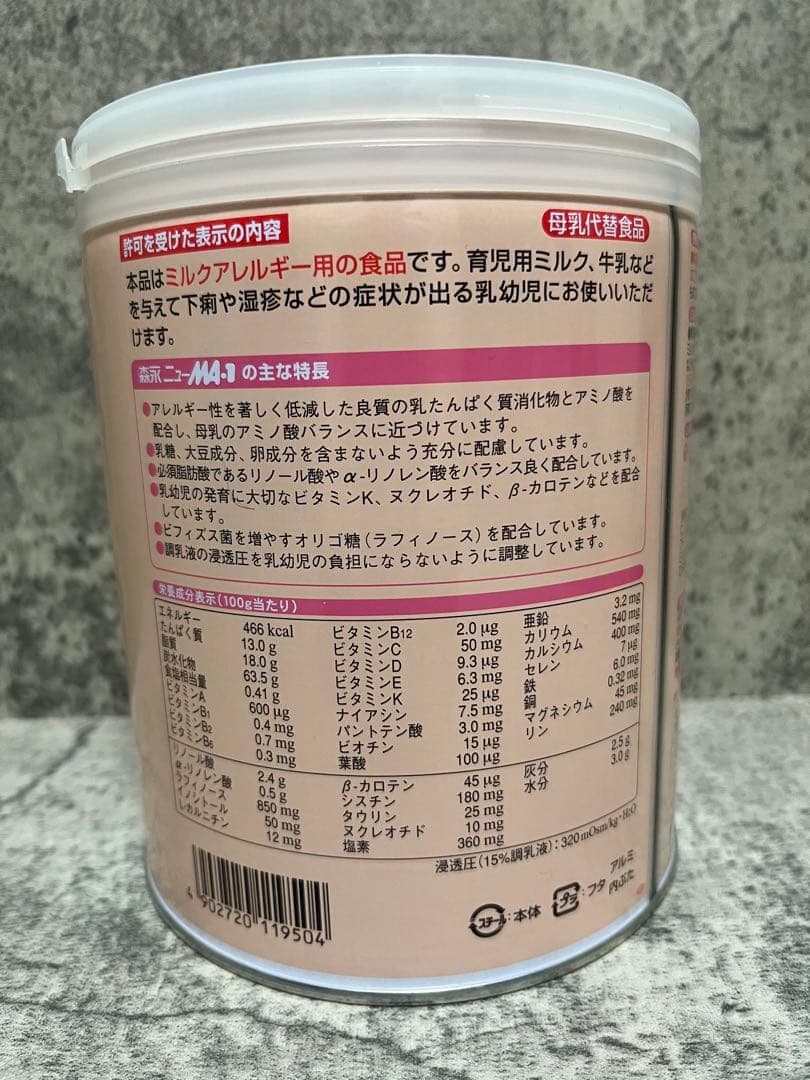 許可を受けた表示の内容
母乳代替食品
本品はミルクアレルギー用の食品です。育児用ミルク、牛乳など
を与えて下痢や湿疹などの症状が出る乳幼児にお使いいただ
けます。
森永 ニューMA-1 の主な特長
●アレルギー性を著しく低減した良質の乳たんぱく質消化物とアミノ酸を
配合し、母乳のアミノ酸バランスに近づけています。
●乳糖、大豆成分、卵成分を含まないよう充分に配慮しています。
●必須脂肪酸であるリノール酸やα-リノレン酸をバランス良く配合しています。
●乳幼児の発育に大切なビタミンK、ヌクレオチド、β-カロテンなどを配合
しています。
●ビフィズス菌を増やすオリゴ糖(ラフィノース)を配合しています。
●調乳液の浸透圧を乳幼児の負担にならないように調整しています。
栄養成分表示(100g当たり)
エネルギー 466 kcal
たんぱく質 13.0 g
脂質 18.0 g
炭水化物 63.5 g
食塩相当量 0.41 g
ビタミンA 600 µg
ビタミンB1 0.4 mg
ビタミンB2 0.7 mg
ビタミンB6 0.3 mg
ビタミンB12 2.0 µg
ビタミンC 50 mg
ビタミンD 9.3 µg
ビタミンE 6.3 mg
ビタミンK 25 µg
ナイアシン 7.5 mg
パントテン酸 3.0 mg
ビオチン 15 µg
葉酸 100 µg
亜鉛 3.2 mg
カリウム 540 mg
カルシウム 400 mg
セレン 7 µg
鉄 6.0 mg
銅 0.32 mg
マグネシウム 45 mg
リン 240 mg
リノール酸 2.4 g
α-リノレン酸 0.5 g
ラフィノース 850 mg
イノシトール 50 mg
L-カルニチン 12 mg
β-カロテン 45 µg
シスチン 180 mg
タウリン 25 mg
ヌクレオチド 10 mg
塩素 360 mg
灰分 2.5 g
水分 3.0 g
浸透圧(15%調乳液):320 mOsm/kg・H2O
4 902720 119504
スチール:本体
プラ:フタ
アルミ
内ぶた